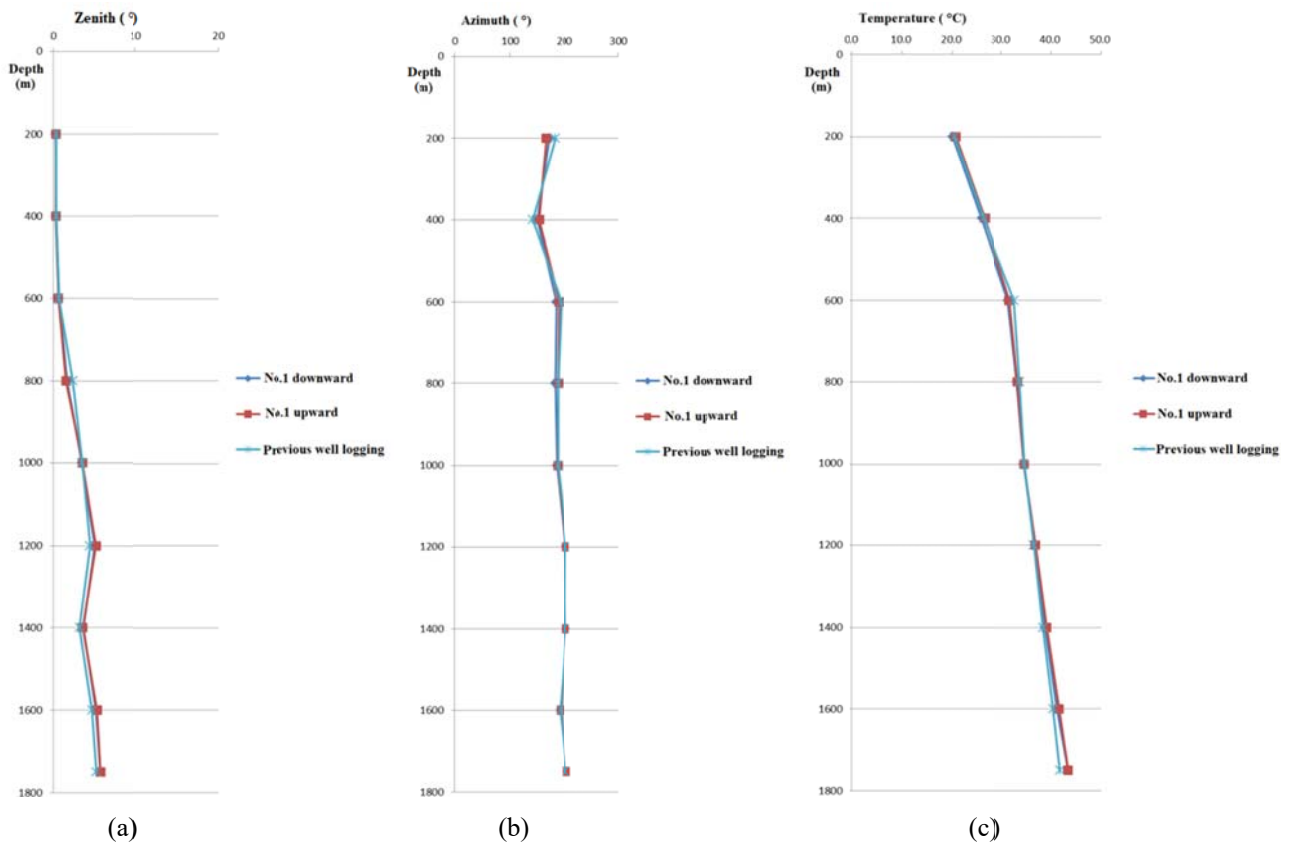 Zenith ( °)
0 10 20
0
Depth
(m)
200
400
600
800
1000
1200
1400
1600
1800
No.1 downward
No.1 upward
Previous well logging
(a)
Azimuth ( °)
0 100 200 300
0
Depth
(m)
200
400
600
800
1000
1200
1400
1600
1800
No.1 downward
No.1 upward
Previous well logging
(b)
Temperature ( °C)
0.0 10.0 20.0 30.0 40.0 50.0
0
Depth
(m)
200
400
600
800
1000
1200
1400
1600
1800
No.1 downward
No.1 upward
Previous well logging
(c)